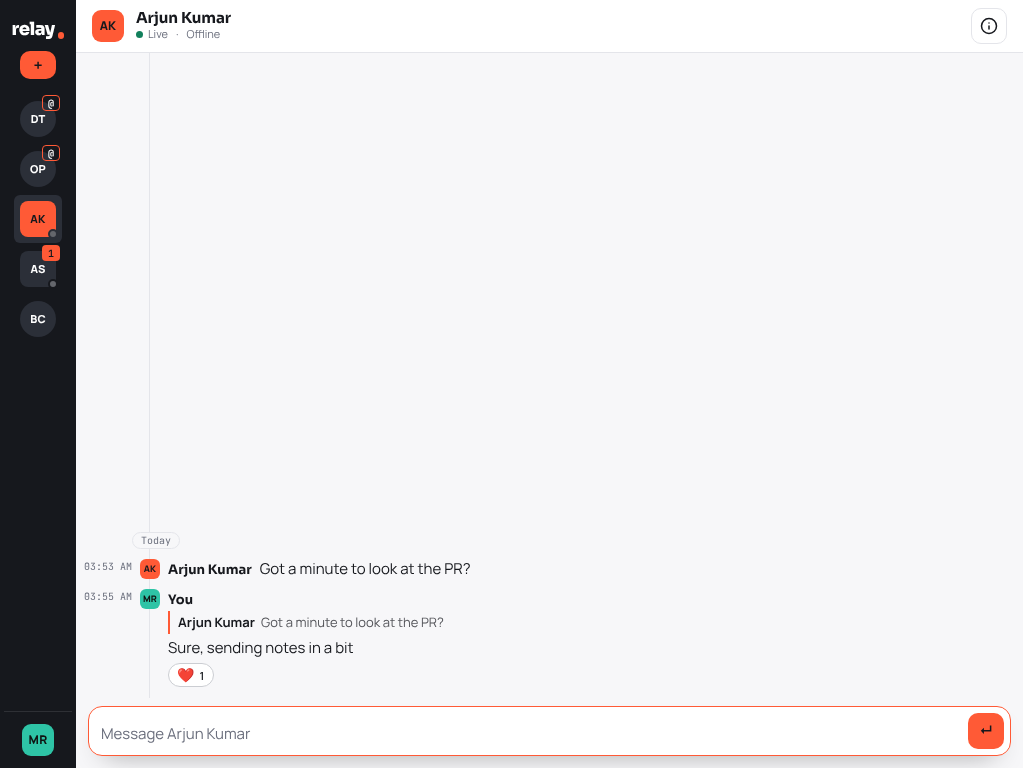 relay.
+
@
DT
@
OP
AK
1
AS
BC
MR
AK
Arjun Kumar
Live · Offline
Today
03:53 AM AK Arjun Kumar Got a minute to look at the PR?
03:55 AM MR You
Arjun Kumar Got a minute to look at the PR?
Sure, sending notes in a bit
❤️ 1
Message Arjun Kumar